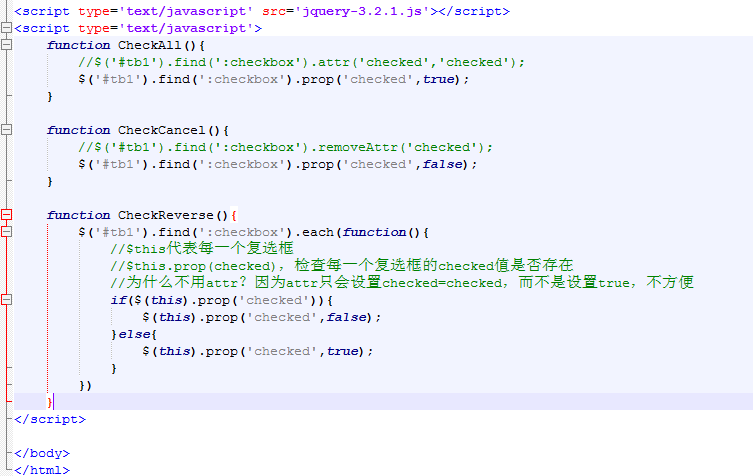 <script type='text/javascript' src='jquery-3.2.1.js'></script>
<script type='text/javascript'>
function CheckAll(){
//$('#tb1').find(':checkbox').attr('checked','checked');
$('#tb1').find(':checkbox').prop('checked',true);
}
function CheckCancel(){
//$('#tb1').find(':checkbox').removeAttr('checked');
$('#tb1').find(':checkbox').prop('checked',false);
}
function CheckReverse(){
$('#tb1').find(':checkbox').each(function(){
//$this代表每一个复选框
//$this.prop(checked)，检查每一个复选框的checked值是否存在
//为什么不用attr？因为attr只会设置checked=checked，而不是设置true，不方便
if($(this).prop('checked')){
$(this).prop('checked',false);
}else{
$(this).prop('checked',true);
}
})
}
</script>
</body>
</html>